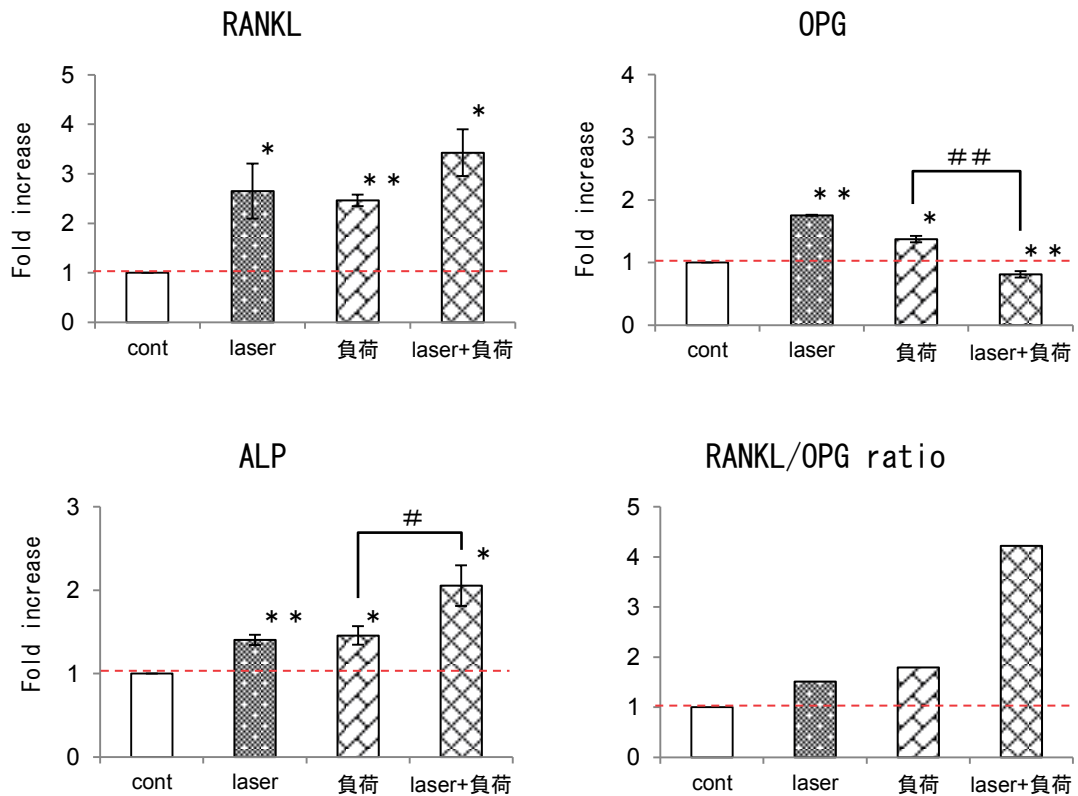 RANKL
Fold increase
5
4
3
2
1
0
*
* *
*
cont laser 負荷 laser+負荷
OPG
Fold increase
4
3
2
1
0
* *
*
##
* *
cont laser 負荷 laser+負荷
ALP
Fold increase
3
2
1
0
* *
*
#
*
cont laser 負荷 laser+負荷
RANKL/OPG ratio
5
4
3
2
1
0
cont laser 負荷 laser+負荷